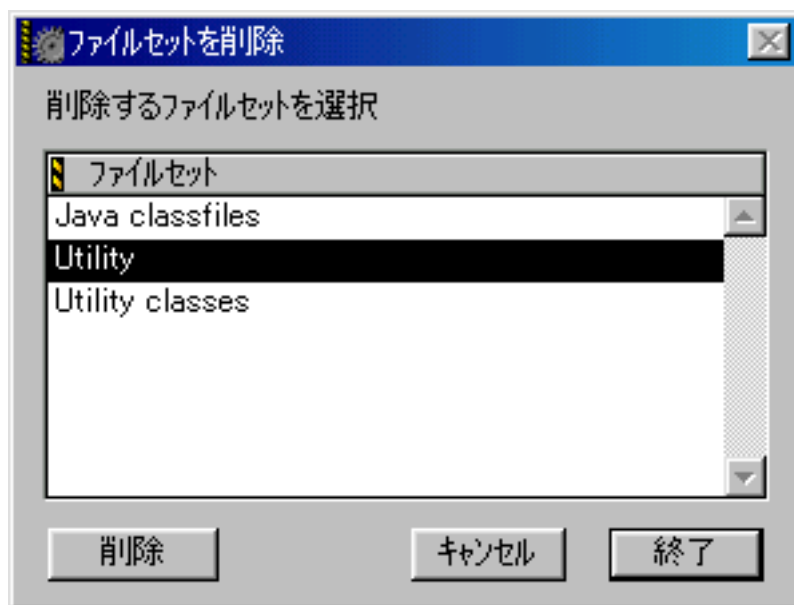 ファイルセットを削除
削除するファイルセットを選択
ファイルセット
Java classfiles
Utility
Utility classes
削除 キャンセル 終了